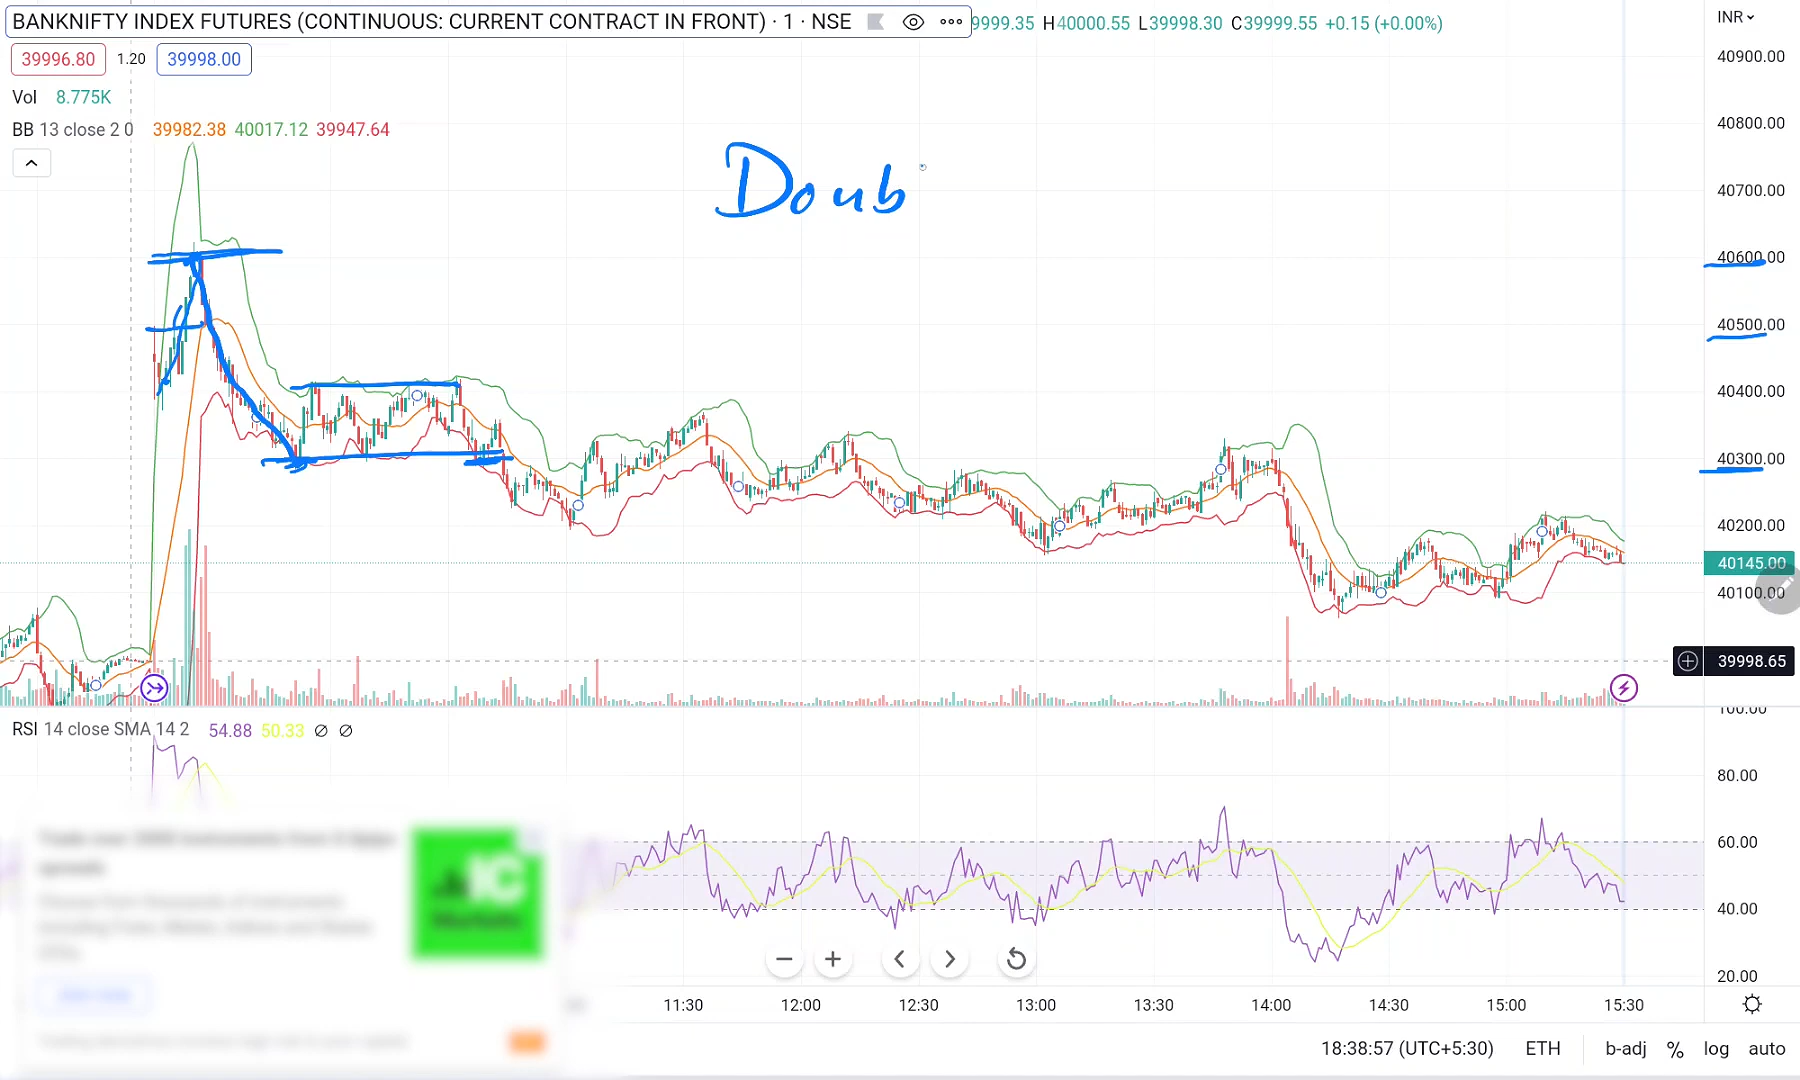 BANKNIFTY INDEX FUTURES (CONTINUOUS: CURRENT CONTRACT IN FRONT) · 1 · NSE 9999.35 H40000.55 L39998.30 C39999.55 +0.15 (+0.00%)
INR
39996.80 1.20 39998.00
Vol 8.775K
BB 13 close 2 0 39982.38 40017.12 39947.64
Doub
40900.00
40800.00
40700.00
40600.00
40500.00
40400.00
40300.00
40200.00
40145.00
40100.00
39998.65
RSI 14 close SMA 14 2 54.88 50.33 ∅ ∅
100.00
80.00
60.00
40.00
20.00
IC
Markets
11:30 12:00 12:30 13:00 13:30 14:00 14:30 15:00 15:30
18:38:57 (UTC+5:30) ETH b-adj % log auto